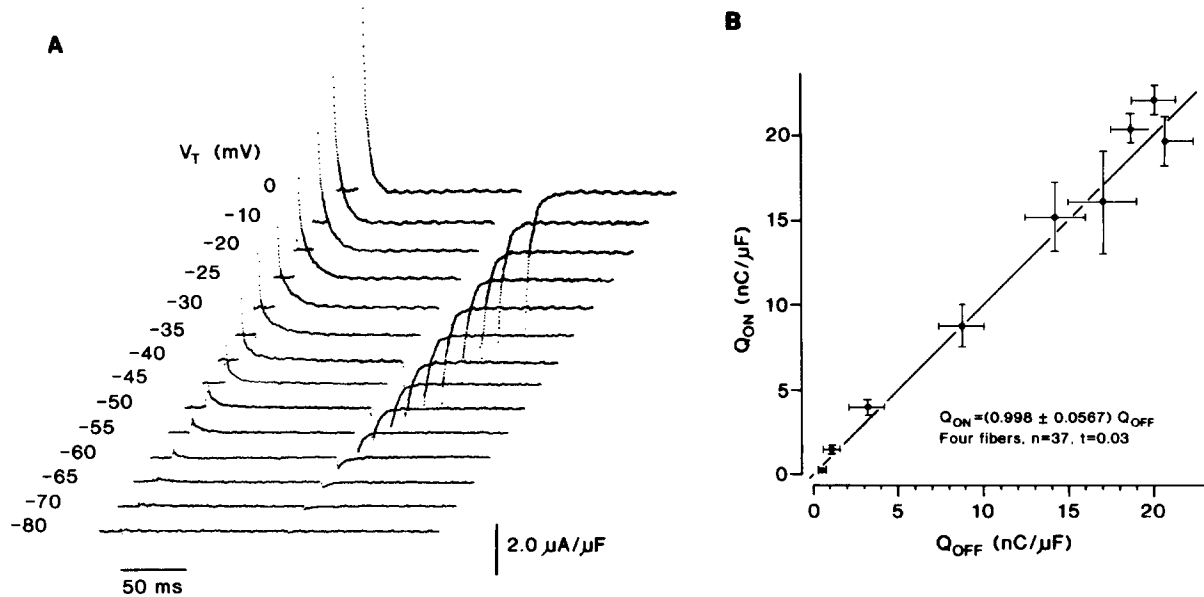 A
V_T (mV)
0
-10
-20
-25
-30
-35
-40
-45
-50
-55
-60
-65
-70
-80
2.0 μA/μF
50 ms
B
Q_ON (nC/μF)
20
15
10
5
0
Q_ON=(0.998 ± 0.0567) Q_OFF
Four fibers, n=37, t=0.03
0 5 10 15 20
Q_OFF (nC/μF)